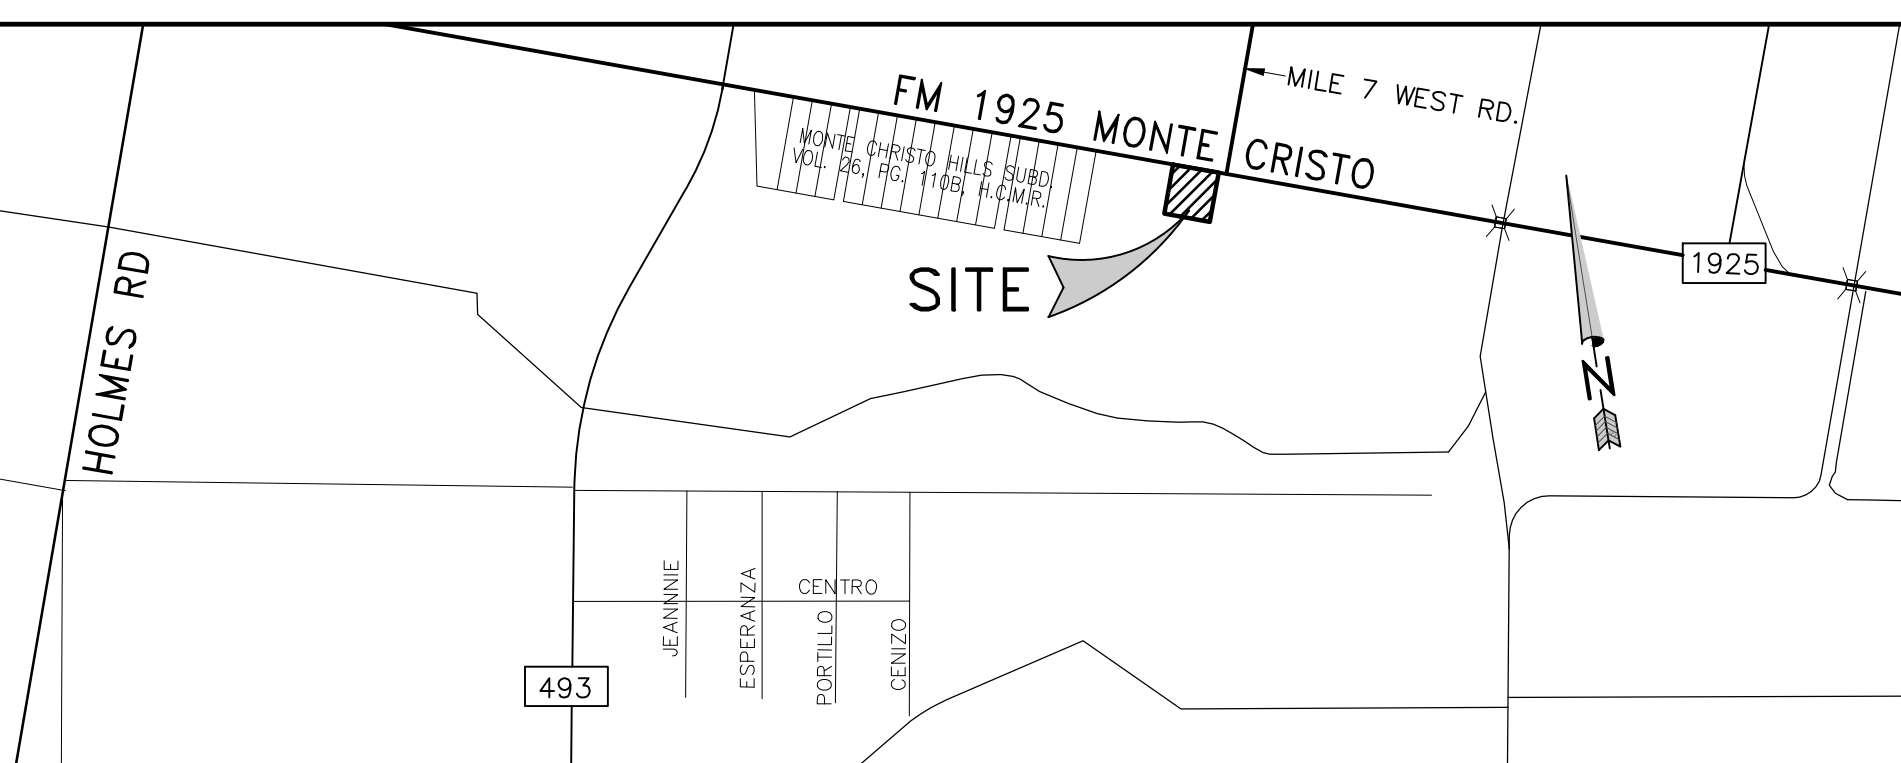 FM 1925 MONTE CRISTO
MILE 7 WEST RD.
MONTE CHRISTO HILLS SUBD.
VOL. 26, PG. 110B, H.C.M.R.
SITE
1925
HOLMES RD
N
JEANNNIE
ESPERANZA
CENTRO
PORTILLO
CENIZO
493